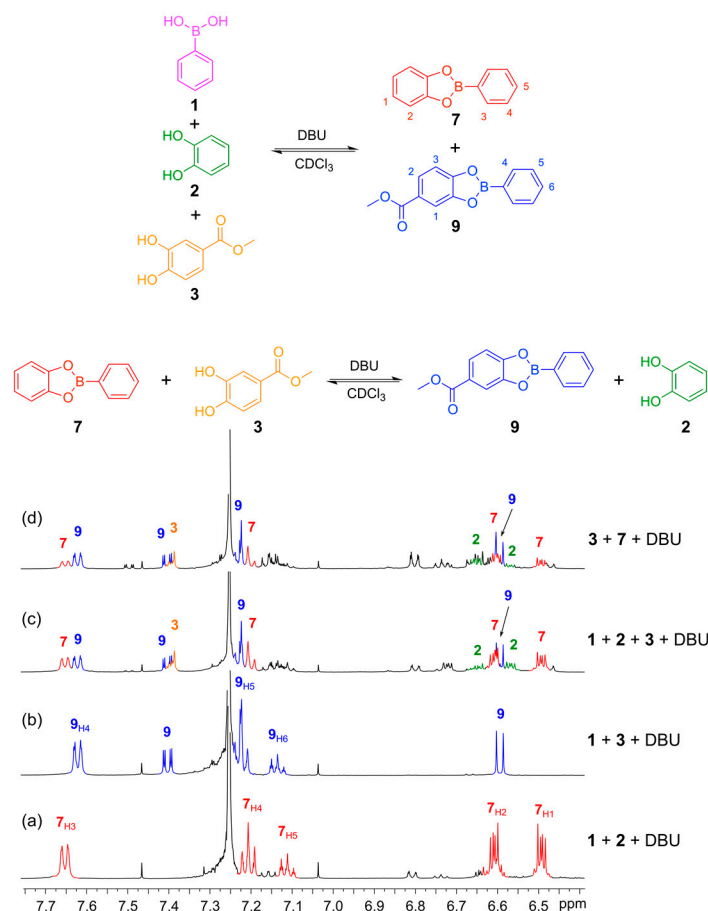 OH OH
B
1
+
HO
HO
2
+
HO
HO
O
O
3
DBU
CDCl3
O
B
O
1
2
3
4
5
7
+
3
2
1
O
B
O
4
5
6
O
O
9
O
B
O
7
+
HO
HO
O
O
3
DBU
CDCl3
O
B
O
O
O
9
+
HO
HO
2
(d)
7 9 9 3 9 7 2 7 9 2 7
3 + 7 + DBU
(c)
7 9 9 3 9 7 2 7 9 2 7
1 + 2 + 3 + DBU
(b)
9H4 9 9H5 9H6 9
1 + 3 + DBU
(a)
7H3 7H4 7H5 7H2 7H1
1 + 2 + DBU
7.7 7.6 7.5 7.4 7.3 7.2 7.1 7.0 6.9 6.8 6.7 6.6 6.5 ppm